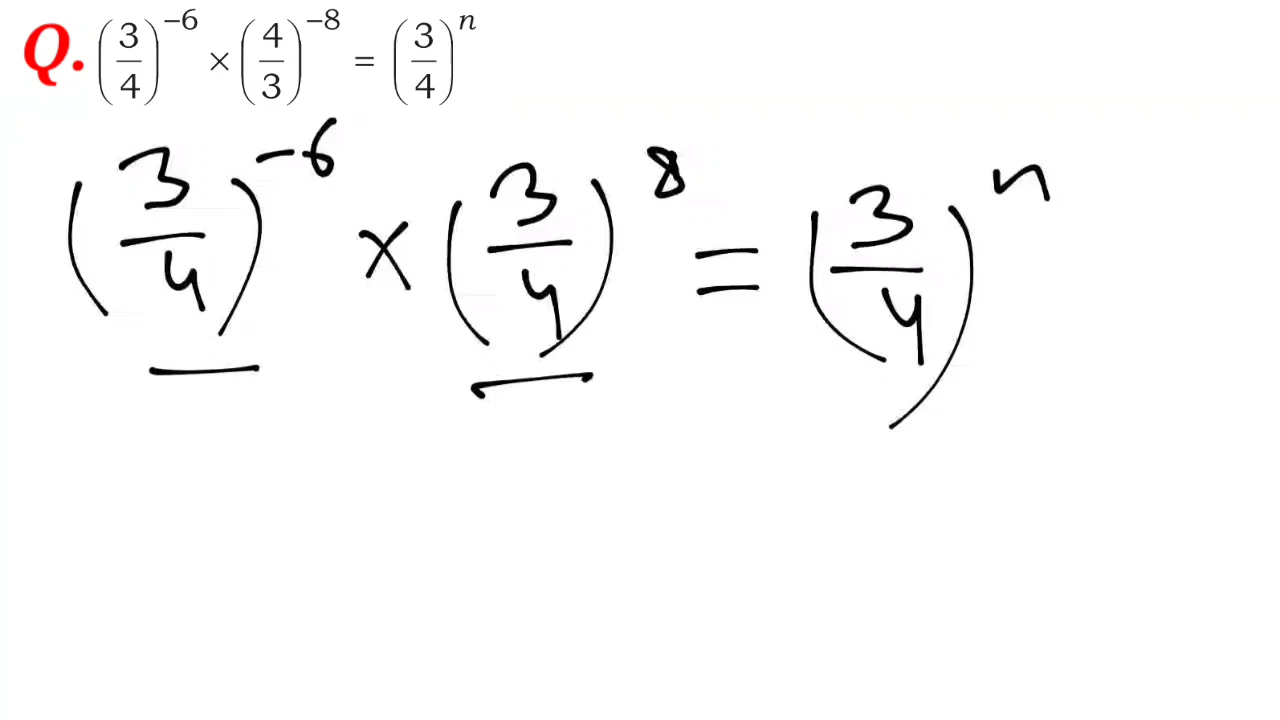 Q. (3/4)^−6 × (4/3)^−8 = (3/4)^n
(3/4)^−6 × (3/4)^8 = (3/4)^n